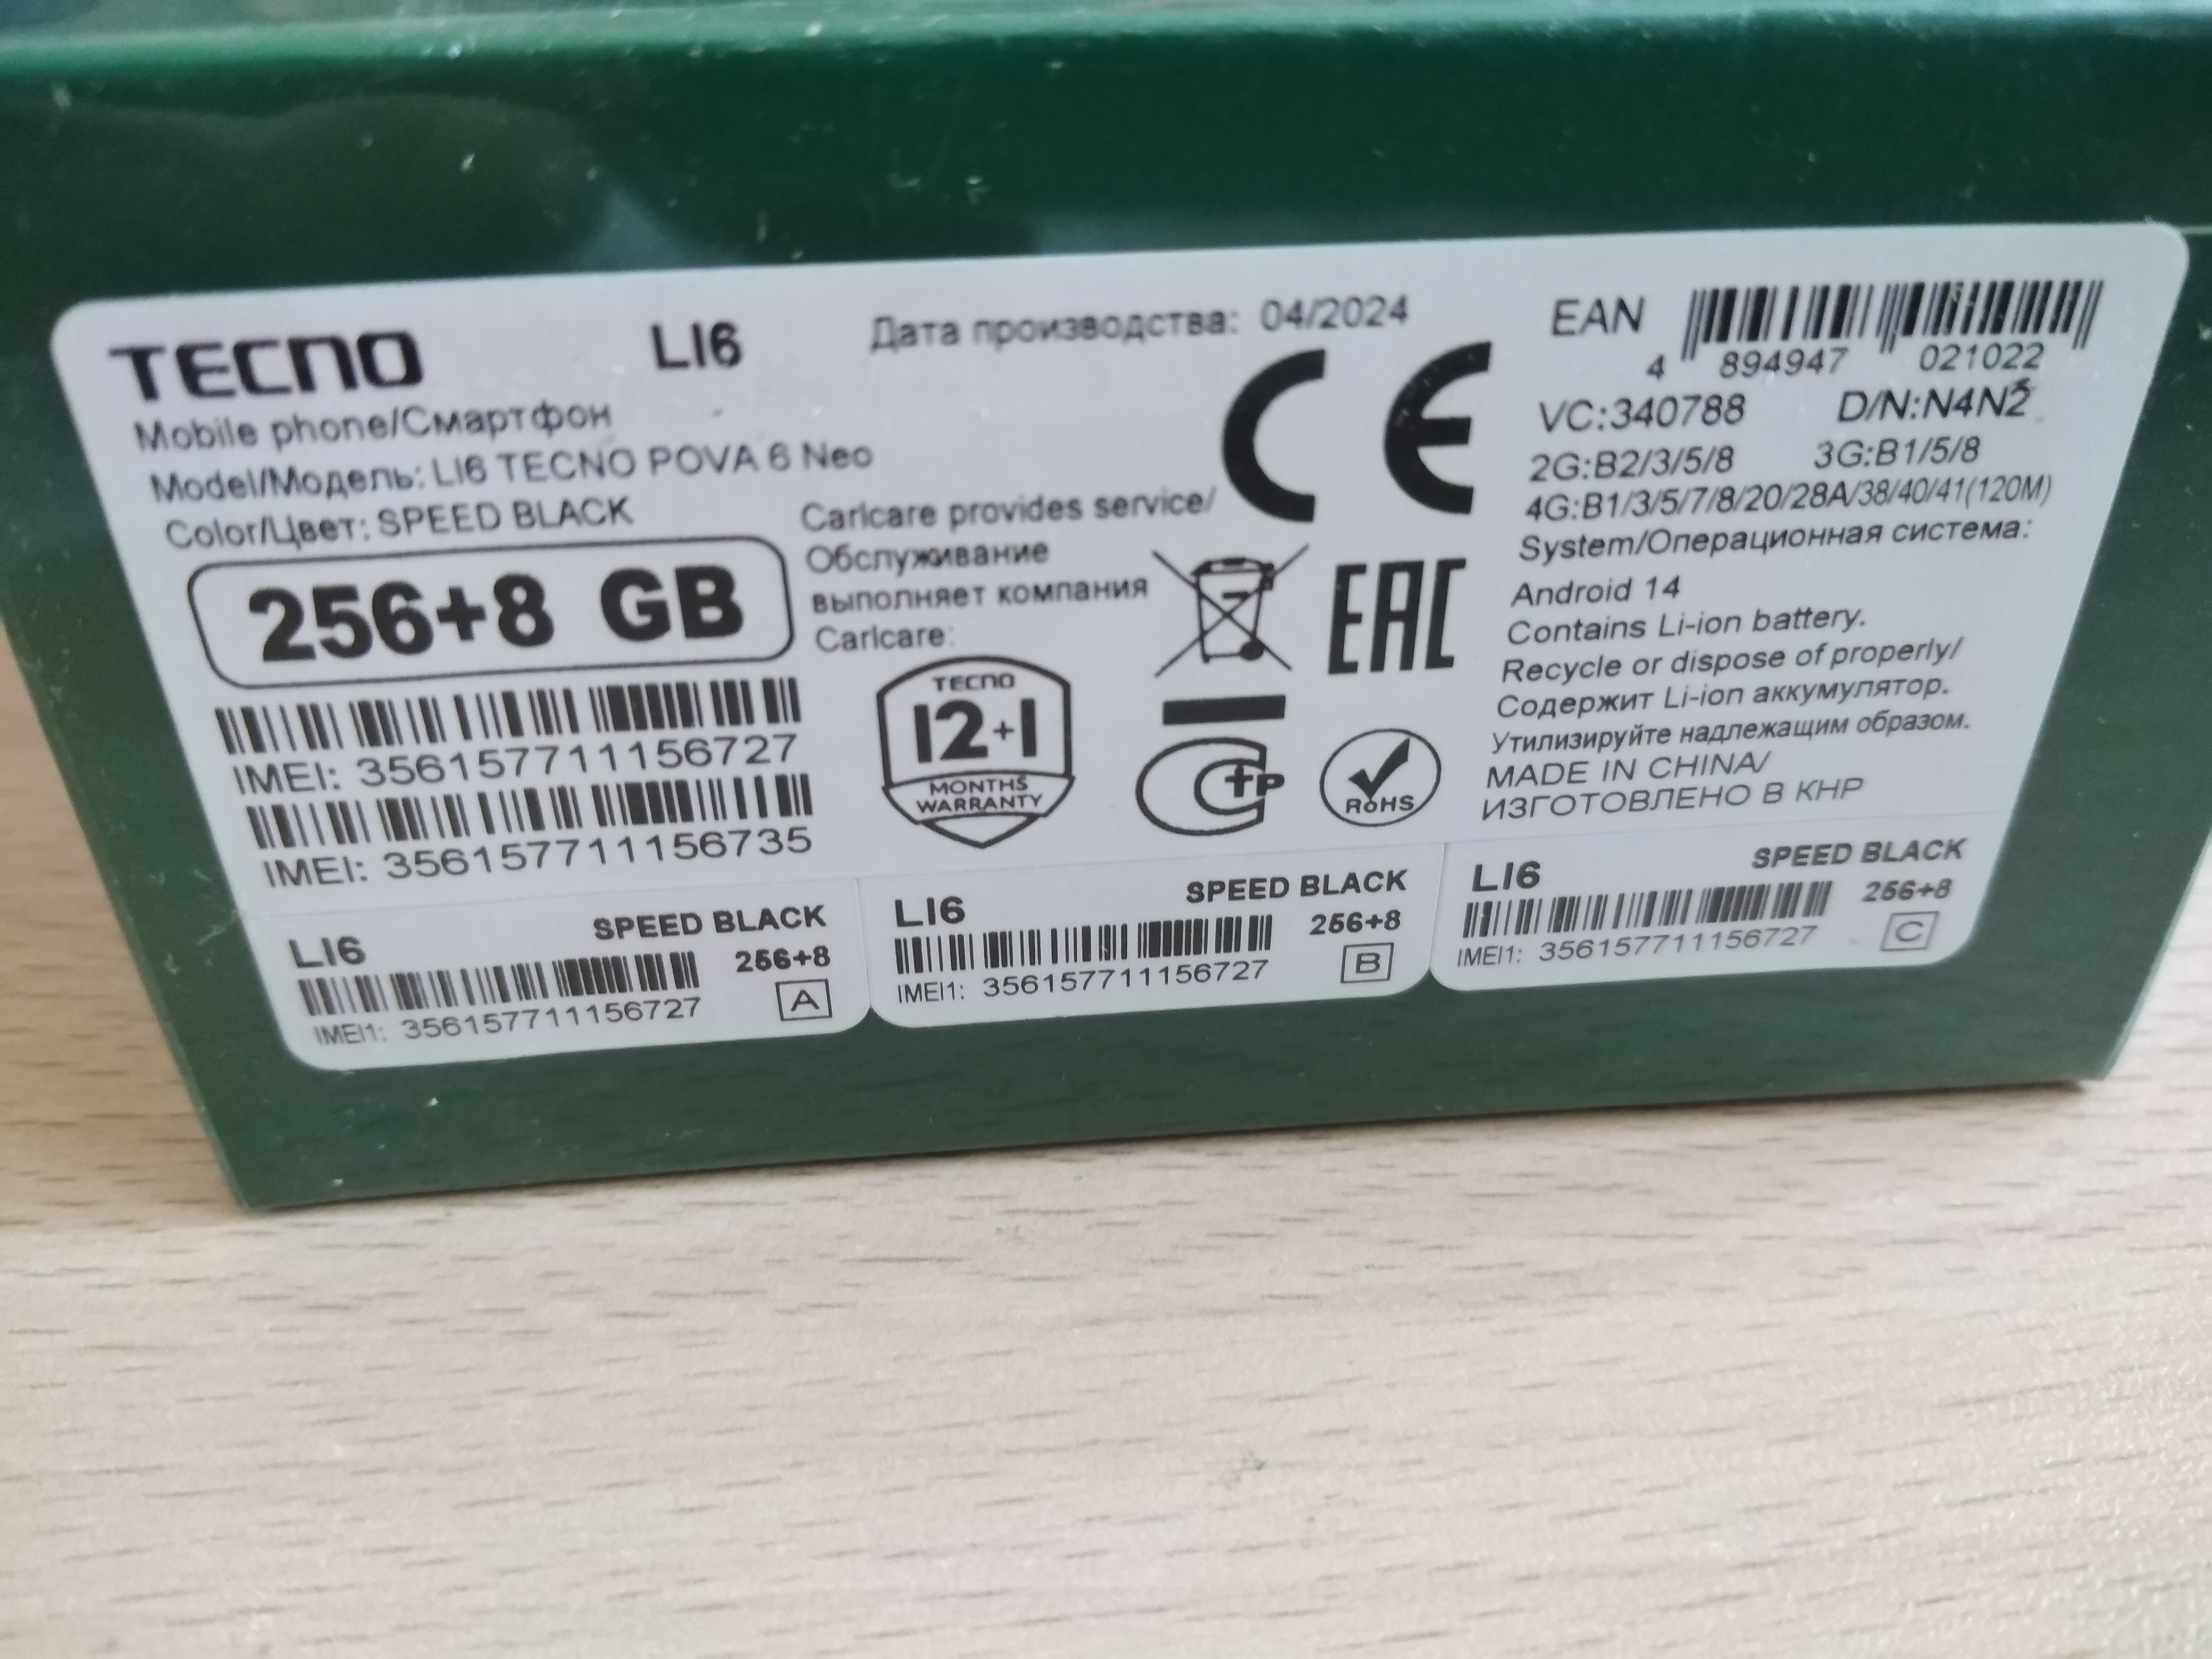 TECNO
LI6
Дата производства: 04/2024
Mobile phone/Смартфон
Model/Модель: LI6 TECNO POVA 6 Neo
Color/Цвет: SPEED BLACK
256+8 GB
IMEI: 356157711156727
IMEI: 356157711156735
Carlcare provides service/
Обслуживание
выполняет компания
Carlcare:
TECNO
12+1
MONTHS
WARRANTY
CE
EAC
РСТ
RoHS
EAN
4 894947 021022
VC:340788 D/N:N4N2
2G:B2/3/5/8 3G:B1/5/8
4G:B1/3/5/7/8/20/28A/38/40/41(120M)
System/Операционная система:
Android 14
Contains Li-ion battery.
Recycle or dispose of properly/
Содержит Li-ion аккумулятор.
Утилизируйте надлежащим образом.
MADE IN CHINA/
ИЗГОТОВЛЕНО В КНР
LI6 SPEED BLACK
256+8
IMEI1: 356157711156727 A
LI6 SPEED BLACK
256+8
IMEI1: 356157711156727 B
LI6 SPEED BLACK
256+8
IMEI1: 356157711156727 C